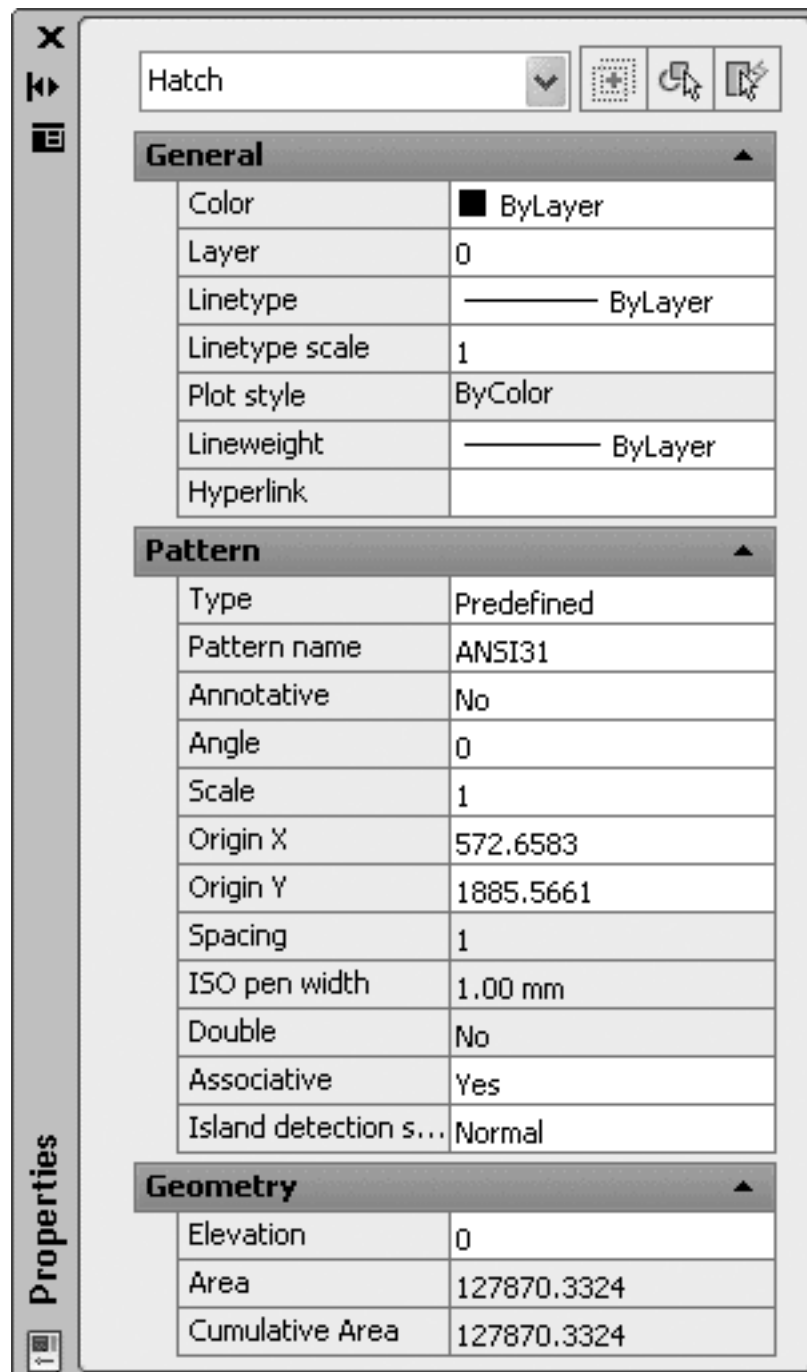 Hatch
General
Color ByLayer
Layer 0
Linetype ByLayer
Linetype scale 1
Plot style ByColor
Lineweight ByLayer
Hyperlink
Pattern
Type Predefined
Pattern name ANSI31
Annotative No
Angle 0
Scale 1
Origin X 572.6583
Origin Y 1885.5661
Spacing 1
ISO pen width 1.00 mm
Double No
Associative Yes
Island detection s... Normal
Geometry
Elevation 0
Area 127870.3324
Cumulative Area 127870.3324
Properties